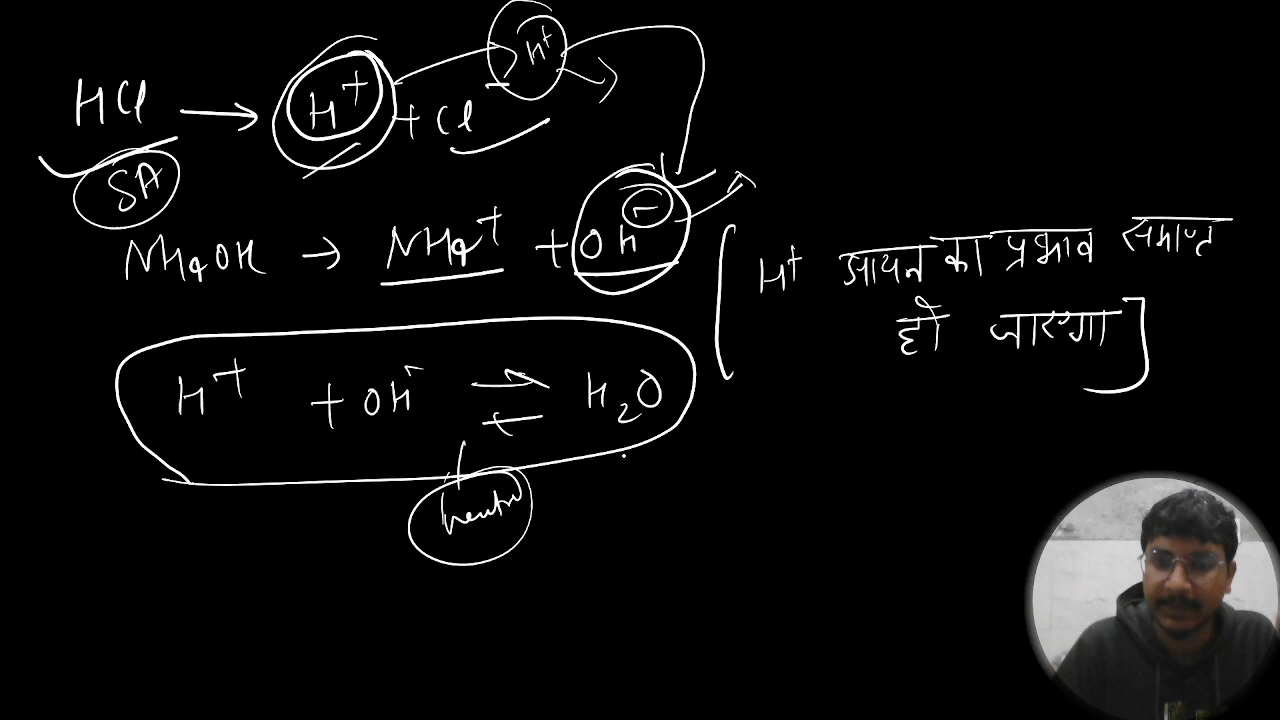 HCl → H⁺ + Cl⁻ H⁺
SA
NH₄OH → NH₄⁺ + OH⁻
[ H⁺ आयन का प्रभाव समाप्त
हो जाएगा ]
H⁺ + OH⁻ ⇌ H₂O